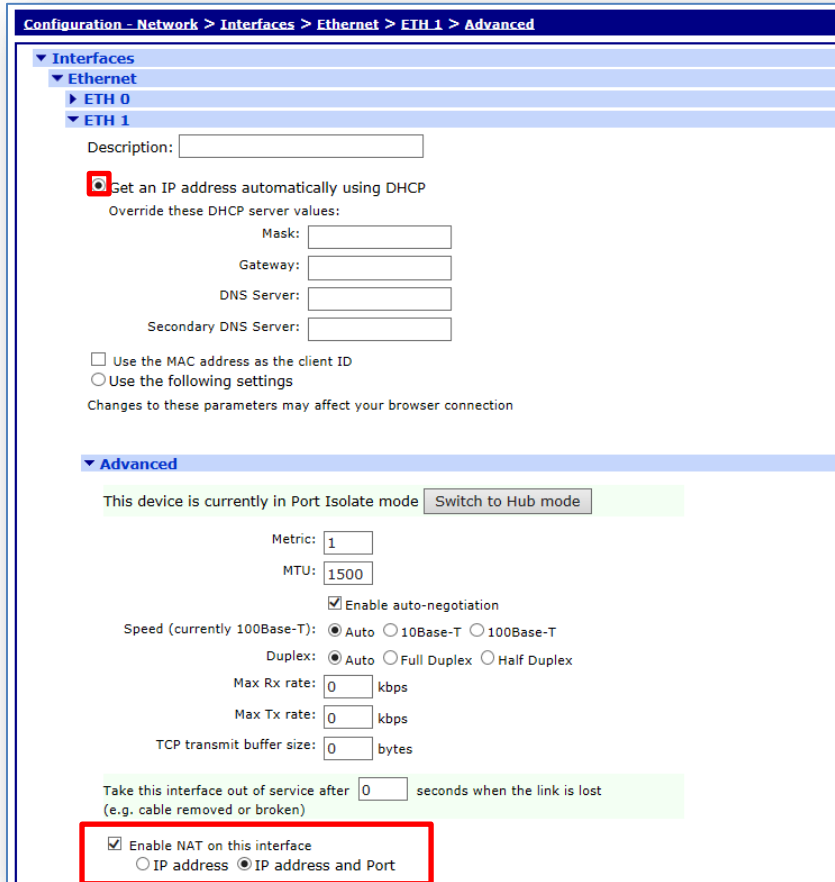 Configuration - Network > Interfaces > Ethernet > ETH 1 > Advanced
Interfaces
Ethernet
ETH 0
ETH 1
Description:
Get an IP address automatically using DHCP
Override these DHCP server values:
Mask:
Gateway:
DNS Server:
Secondary DNS Server:
Use the MAC address as the client ID
Use the following settings
Changes to these parameters may affect your browser connection
Advanced
This device is currently in Port Isolate mode Switch to Hub mode
Metric: 1
MTU: 1500
Enable auto-negotiation
Speed (currently 100Base-T): Auto 10Base-T 100Base-T
Duplex: Auto Full Duplex Half Duplex
Max Rx rate: 0 kbps
Max Tx rate: 0 kbps
TCP transmit buffer size: 0 bytes
Take this interface out of service after 0 seconds when the link is lost
(e.g. cable removed or broken)
Enable NAT on this interface
IP address IP address and Port